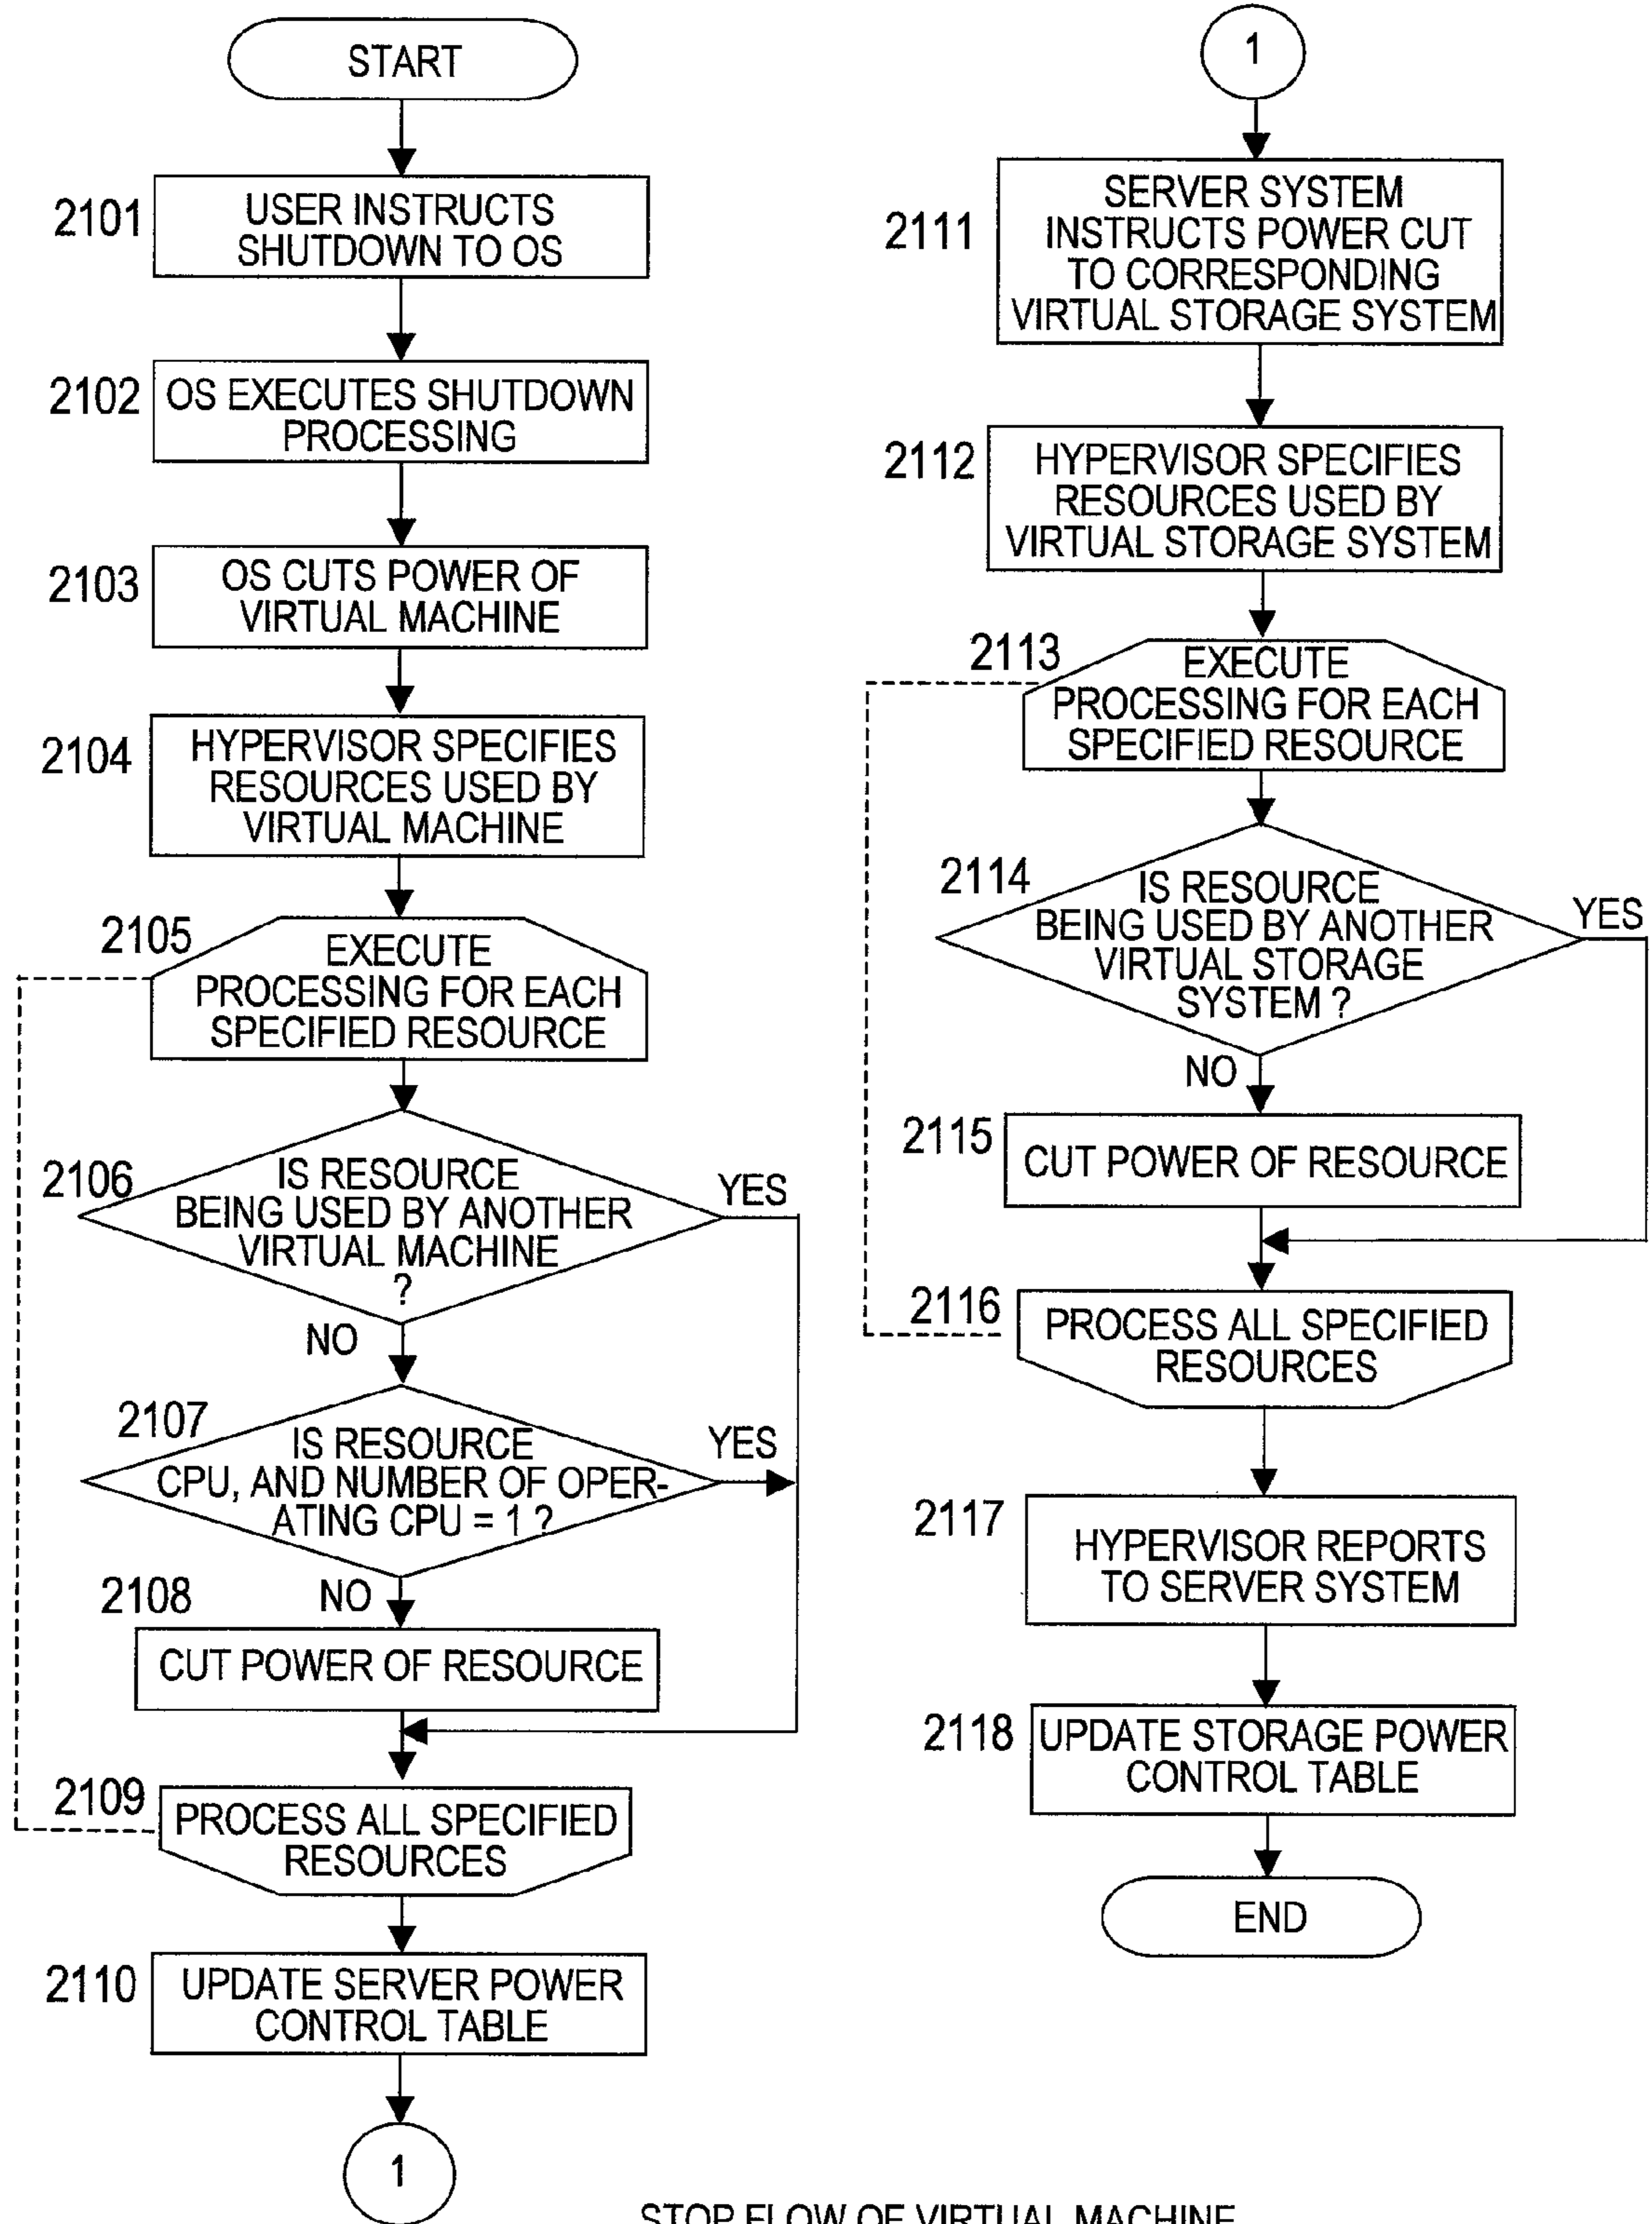 START
2101
USER INSTRUCTS
SHUTDOWN TO OS
2102
OS EXECUTES SHUTDOWN
PROCESSING
2103
OS CUTS POWER OF
VIRTUAL MACHINE
2104
HYPERVISOR SPECIFIES
RESOURCES USED BY
VIRTUAL MACHINE
2105
EXECUTE
PROCESSING FOR EACH
SPECIFIED RESOURCE
2106
IS RESOURCE
BEING USED BY ANOTHER
VIRTUAL MACHINE
?
YES
NO
2107
IS RESOURCE
CPU, AND NUMBER OF OPER-
ATING CPU = 1 ?
YES
NO
2108
CUT POWER OF RESOURCE
2109
PROCESS ALL SPECIFIED
RESOURCES
2110
UPDATE SERVER POWER
CONTROL TABLE
1
1
2111
SERVER SYSTEM
INSTRUCTS POWER CUT
TO CORRESPONDING
VIRTUAL STORAGE SYSTEM
2112
HYPERVISOR SPECIFIES
RESOURCES USED BY
VIRTUAL STORAGE SYSTEM
2113
EXECUTE
PROCESSING FOR EACH
SPECIFIED RESOURCE
2114
IS RESOURCE
BEING USED BY ANOTHER
VIRTUAL STORAGE
SYSTEM ?
YES
NO
2115
CUT POWER OF RESOURCE
2116
PROCESS ALL SPECIFIED
RESOURCES
2117
HYPERVISOR REPORTS
TO SERVER SYSTEM
2118
UPDATE STORAGE POWER
CONTROL TABLE
END
STOP FLOW OF VIRTUAL MACHINE